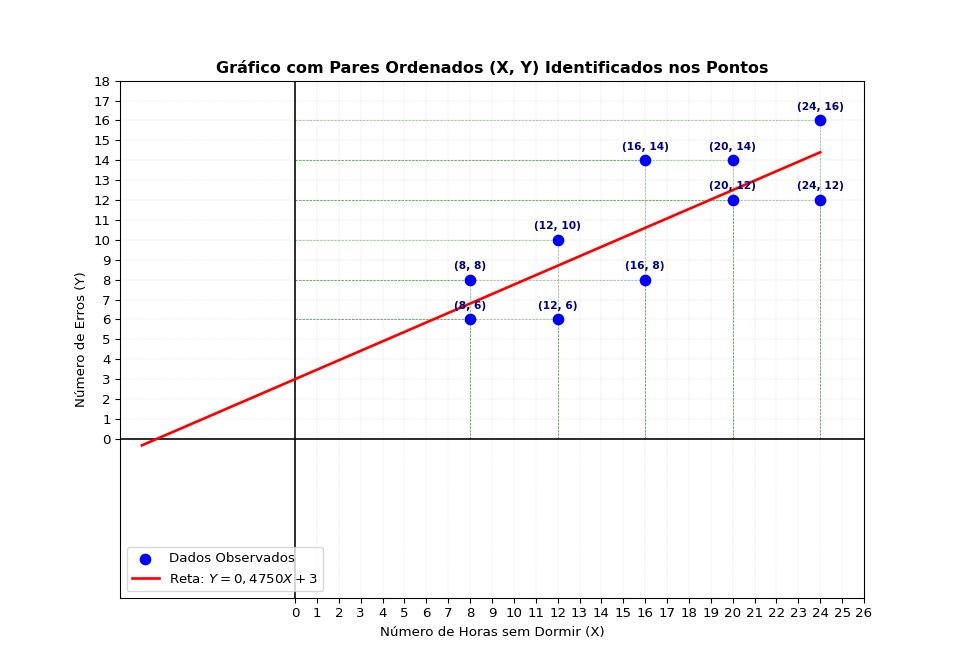 Gráfico com Pares Ordenados (X, Y) Identificados nos Pontos
Número de Erros (Y)
18
17
16
15
14
13
12
11
10
9
8
7
6
5
4
3
2
1
0
(24, 16)
(16, 14) (20, 14)
(20, 12) (24, 12)
(12, 10)
(8, 8) (16, 8)
(8, 6) (12, 6)
Dados Observados
Reta: Y = 0, 4750X + 3
0 1 2 3 4 5 6 7 8 9 10 11 12 13 14 15 16 17 18 19 20 21 22 23 24 25 26
Número de Horas sem Dormir (X)